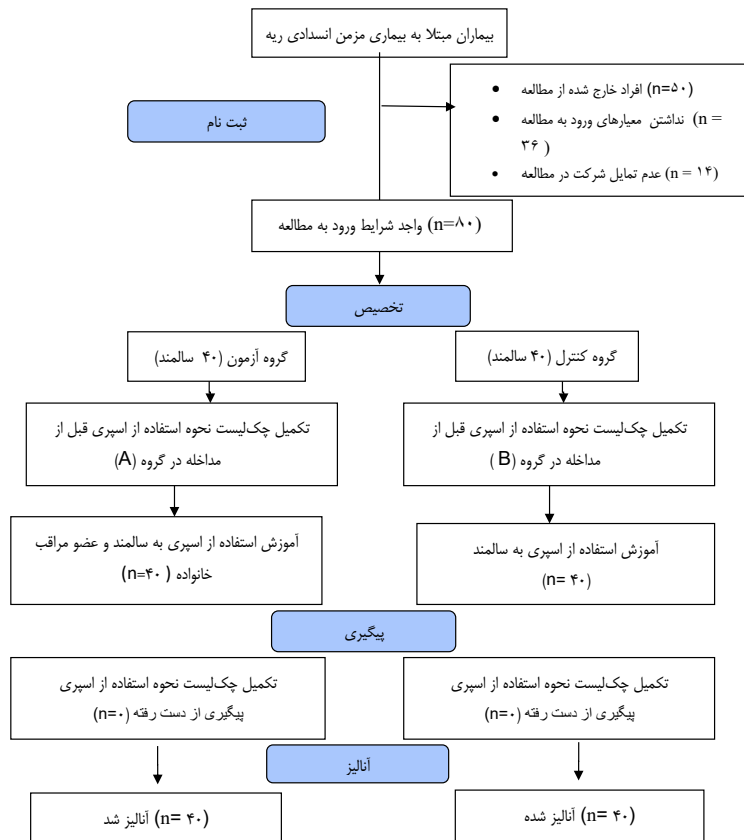 بیماران مبتلا به بیماری مزمن انسدادی ریه
(n=۵۰) افراد خارج شده از مطالعه
نداشتن معیارهای ورود به مطالعه (n =
۳۶ )
(n = ۱۴) عدم تمایل شرکت در مطالعه
ثبت نام
(n=۸۰) واجد شرایط ورود به مطالعه
تخصیص
گروه کنترل (۴۰ سالمند)
گروه آزمون (۴۰ سالمند)
تکمیل چک‌لیست نحوه استفاده از اسپری قبل از
مداخله در گروه (B )
تکمیل چک‌لیست نحوه استفاده از اسپری قبل از
مداخله در گروه (A)
آموزش استفاده از اسپری به سالمند
(n= ۴۰)
آموزش استفاده از اسپری به سالمند و عضو مراقب
خانواده (n=۴۰ )
پیگیری
تکمیل چک‌لیست نحوه استفاده از اسپری
پیگیری از دست رفته (n=۰)
تکمیل چک‌لیست نحوه استفاده از اسپری
پیگیری از دست رفته (n=۰)
آنالیز
(n= ۴۰) آنالیز شده
(n= ۴۰) آنالیز شد